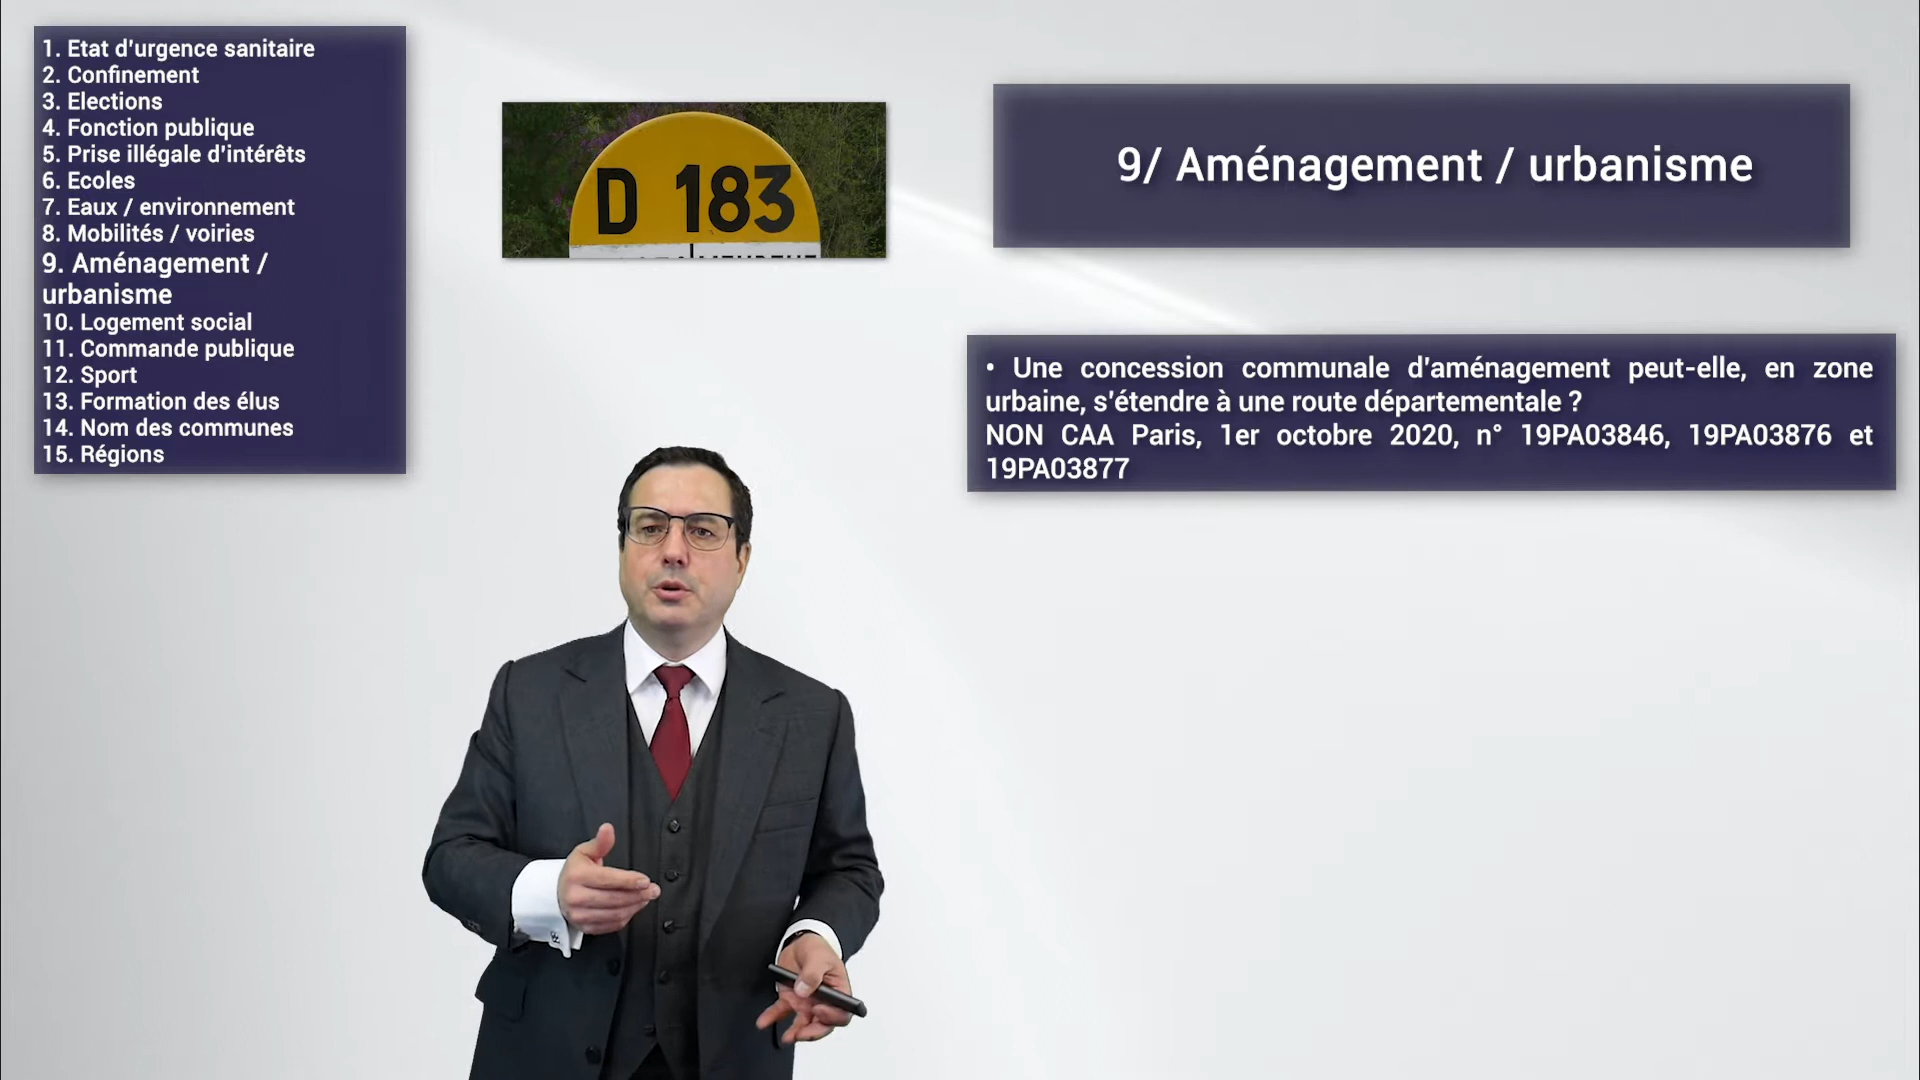 1. Etat d'urgence sanitaire
2. Confinement
3. Elections
4. Fonction publique
5. Prise illégale d'intérêts
6. Ecoles
7. Eaux / environnement
8. Mobilités / voiries
9. Aménagement /
urbanisme
10. Logement social
11. Commande publique
12. Sport
13. Formation des élus
14. Nom des communes
15. Régions
D 183
9/ Aménagement / urbanisme
• Une concession communale d'aménagement peut-elle, en zone
urbaine, s'étendre à une route départementale ?
NON CAA Paris, 1er octobre 2020, n° 19PA03846, 19PA03876 et
19PA03877